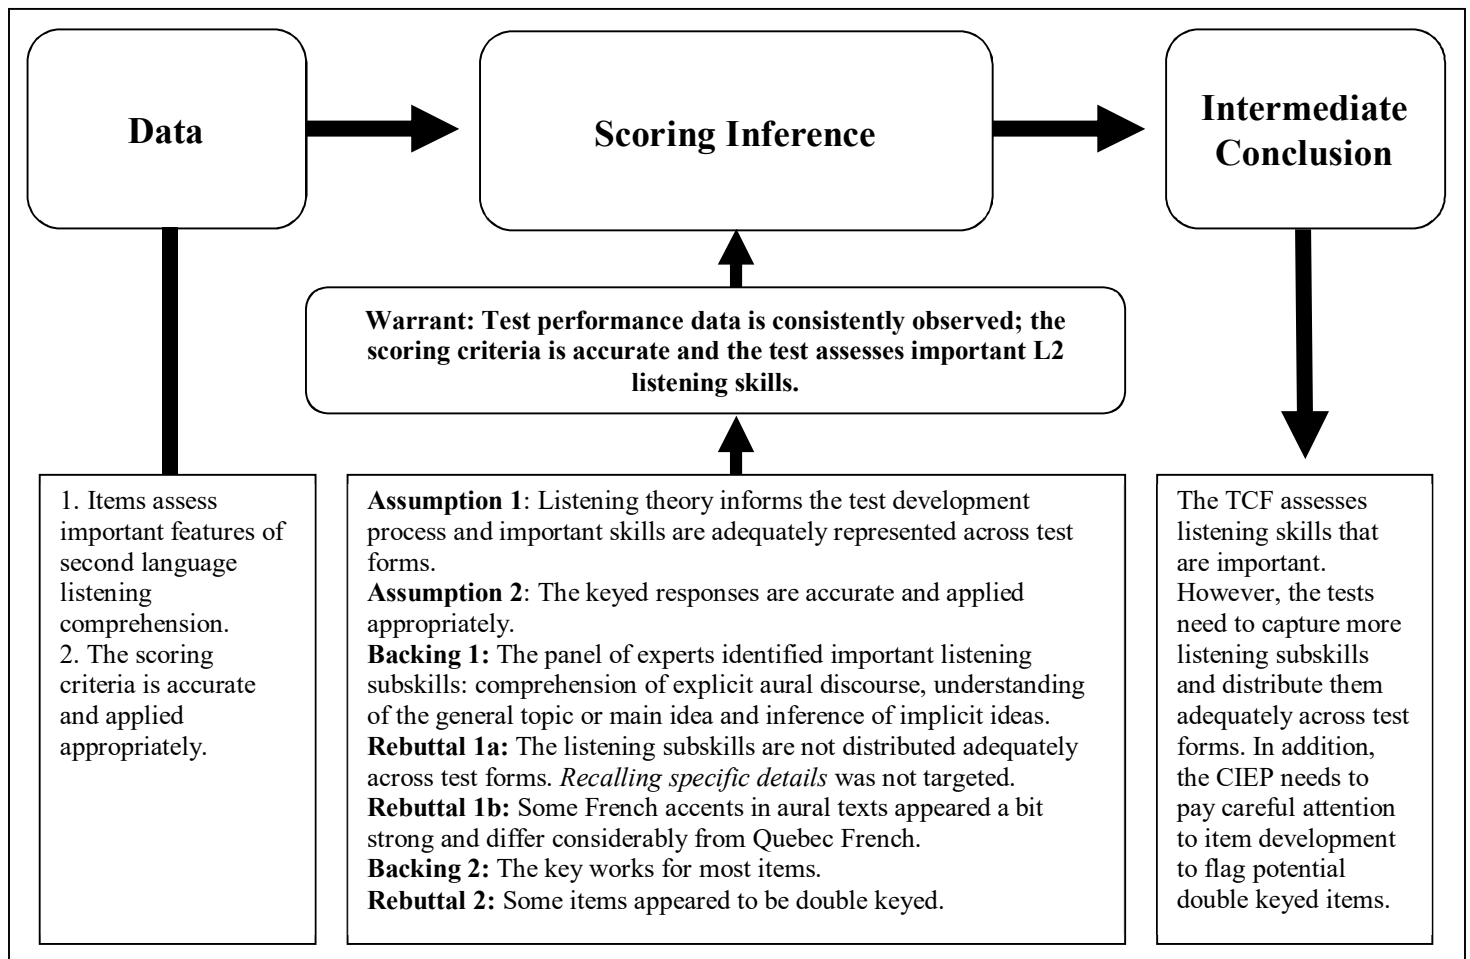 Data
Scoring Inference
Intermediate
Conclusion
Warrant: Test performance data is consistently observed; the
scoring criteria is accurate and the test assesses important L2
listening skills.
1. Items assess
important features of
second language
listening
comprehension.
2. The scoring
criteria is accurate
and applied
appropriately.
Assumption 1: Listening theory informs the test development
process and important skills are adequately represented across test
forms.
Assumption 2: The keyed responses are accurate and applied
appropriately.
Backing 1: The panel of experts identified important listening
subskills: comprehension of explicit aural discourse, understanding
of the general topic or main idea and inference of implicit ideas.
Rebuttal 1a: The listening subskills are not distributed adequately
across test forms. Recalling specific details was not targeted.
Rebuttal 1b: Some French accents in aural texts appeared a bit
strong and differ considerably from Quebec French.
Backing 2: The key works for most items.
Rebuttal 2: Some items appeared to be double keyed.
The TCF assesses
listening skills that
are important.
However, the tests
need to capture more
listening subskills
and distribute them
adequately across test
forms. In addition,
the CIEP needs to
pay careful attention
to item development
to flag potential
double keyed items.